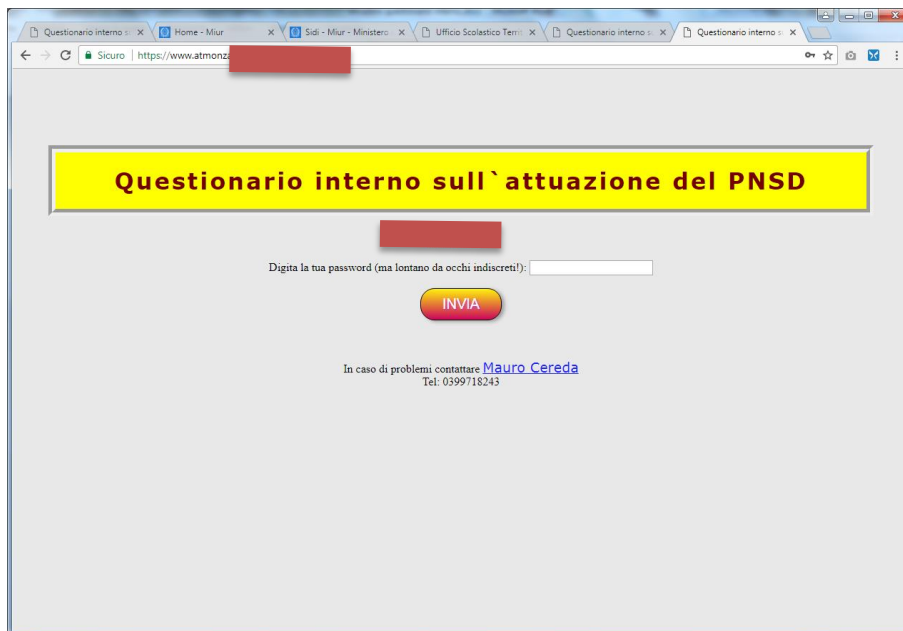 Questionario interno s
Home - Miur
Sidi - Miur - Ministero
Ufficio Scolastico Terri
Questionario interno s
Questionario interno s
Sicuro | https://www.atmonza
Questionario interno sull`attuazione del PNSD
Digita la tua password (ma lontano da occhi indiscreti!):
INVIA
In caso di problemi contattare Mauro Cereda
Tel: 0399718243